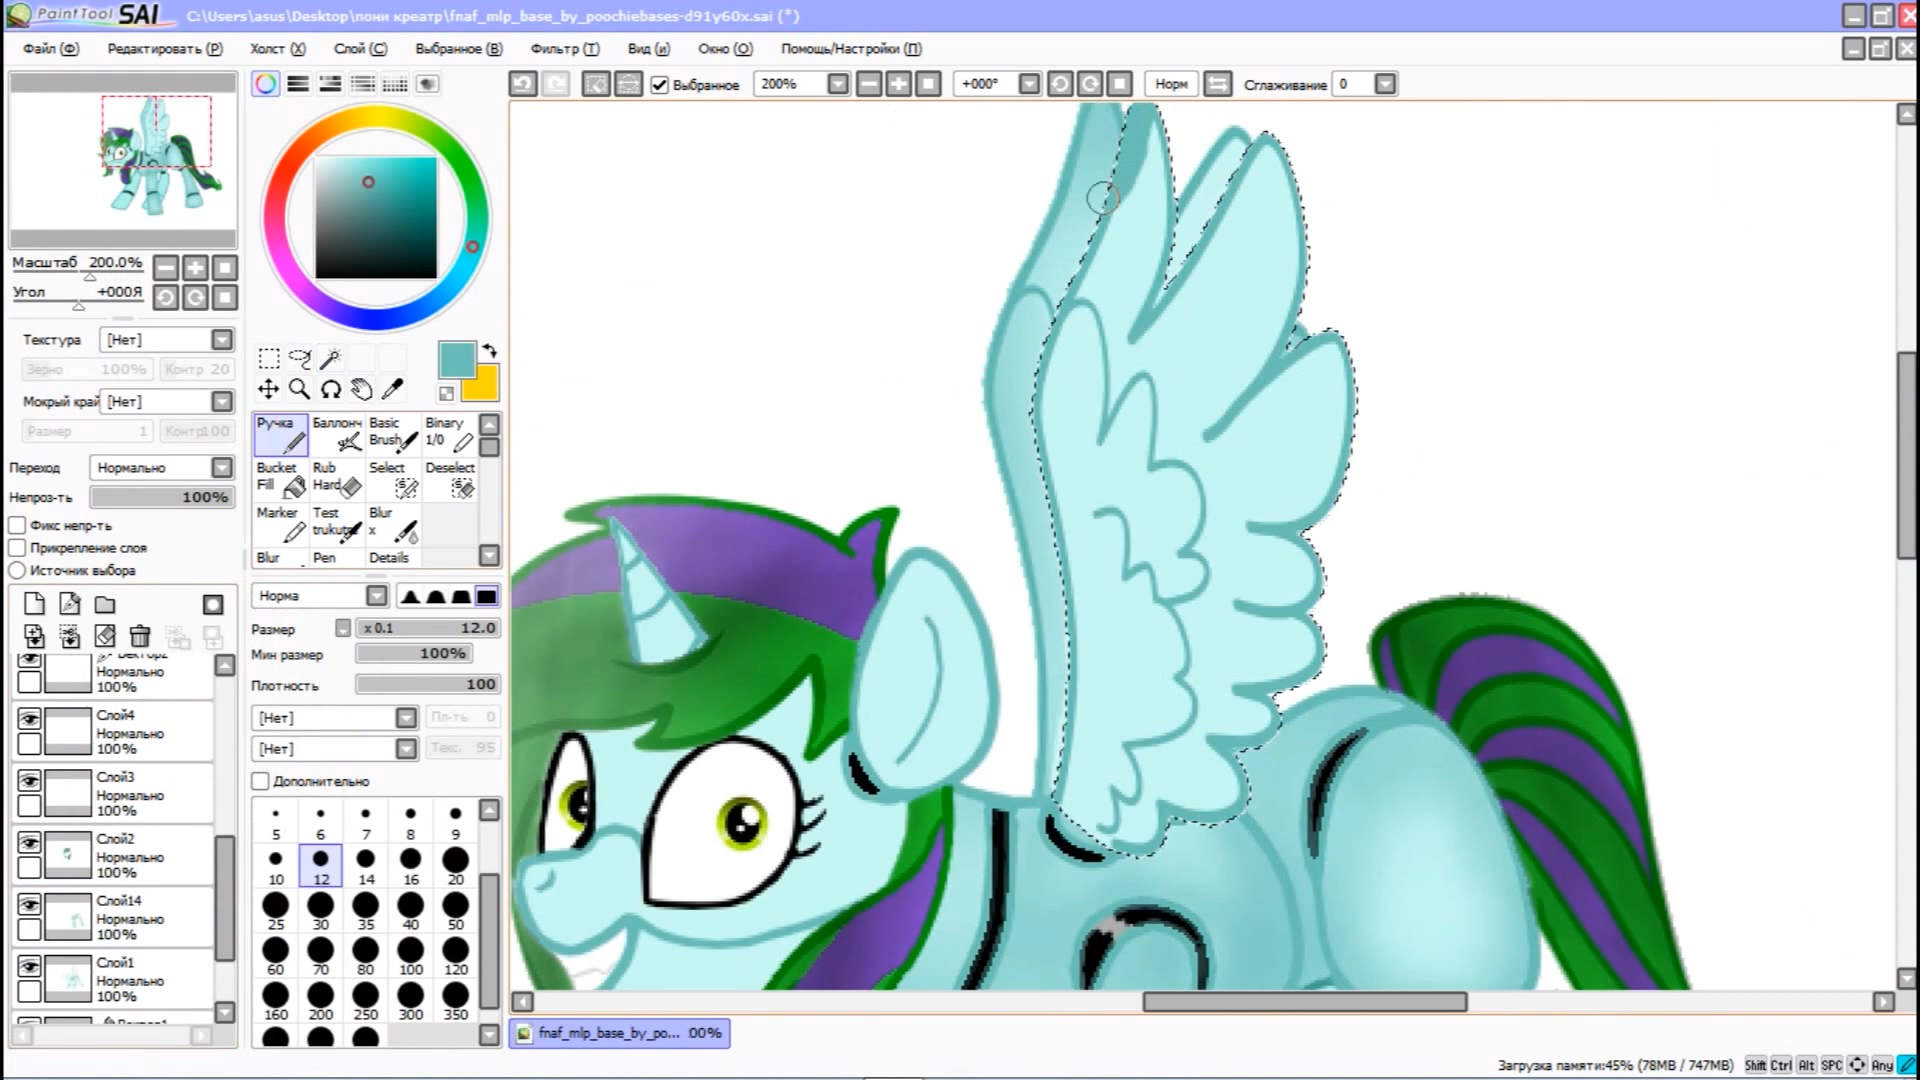 PaintTool SAI C:\Users\asus\Desktop\пони креатр\fnaf_mlp_base_by_poochiebases-d91y60x.sai (*)
Файл (Ф) Редактировать (Р) Холст (Х) Слой (С) Выбранное (В) Фильтр (Т) Вид (и) Окно (О) Помощь/Настройки (П)
Выбранное 200% +000° Норм Сглаживание 0
Масштаб 200.0%
Угол +000Я
Текстура [Нет]
Зерно 100% Контр 20
Мокрый край [Нет]
Размер 1 Контр100
Переход Нормально
Непроз-ть 100%
Фикс непр-ть
Прикрепление слоя
Источник выбора
Нормально
100%
Слой4
Нормально
100%
Слой3
Нормально
100%
Слой2
Нормально
100%
Слой14
Нормально
100%
Слой1
Нормально
100%
Ручка Баллонч Basic Brush Binary 1/0
Bucket Fill Rub Hard Select Deselect
Marker Test trukutu Blur x
Blur Pen Details
Норма
Размер x 0.1 12.0
Мин размер 100%
Плотность 100
[Нет] Пл-ть 0
[Нет] Текс. 95
Дополнительно
5 6 7 8 9
10 12 14 16 20
25 30 35 40 50
60 70 80 100 120
160 200 250 300 350
fnaf_mlp_base_by_po... 00%
Загрузка памяти:45% (78MB / 747MB) Shift Ctrl Alt SPC Any